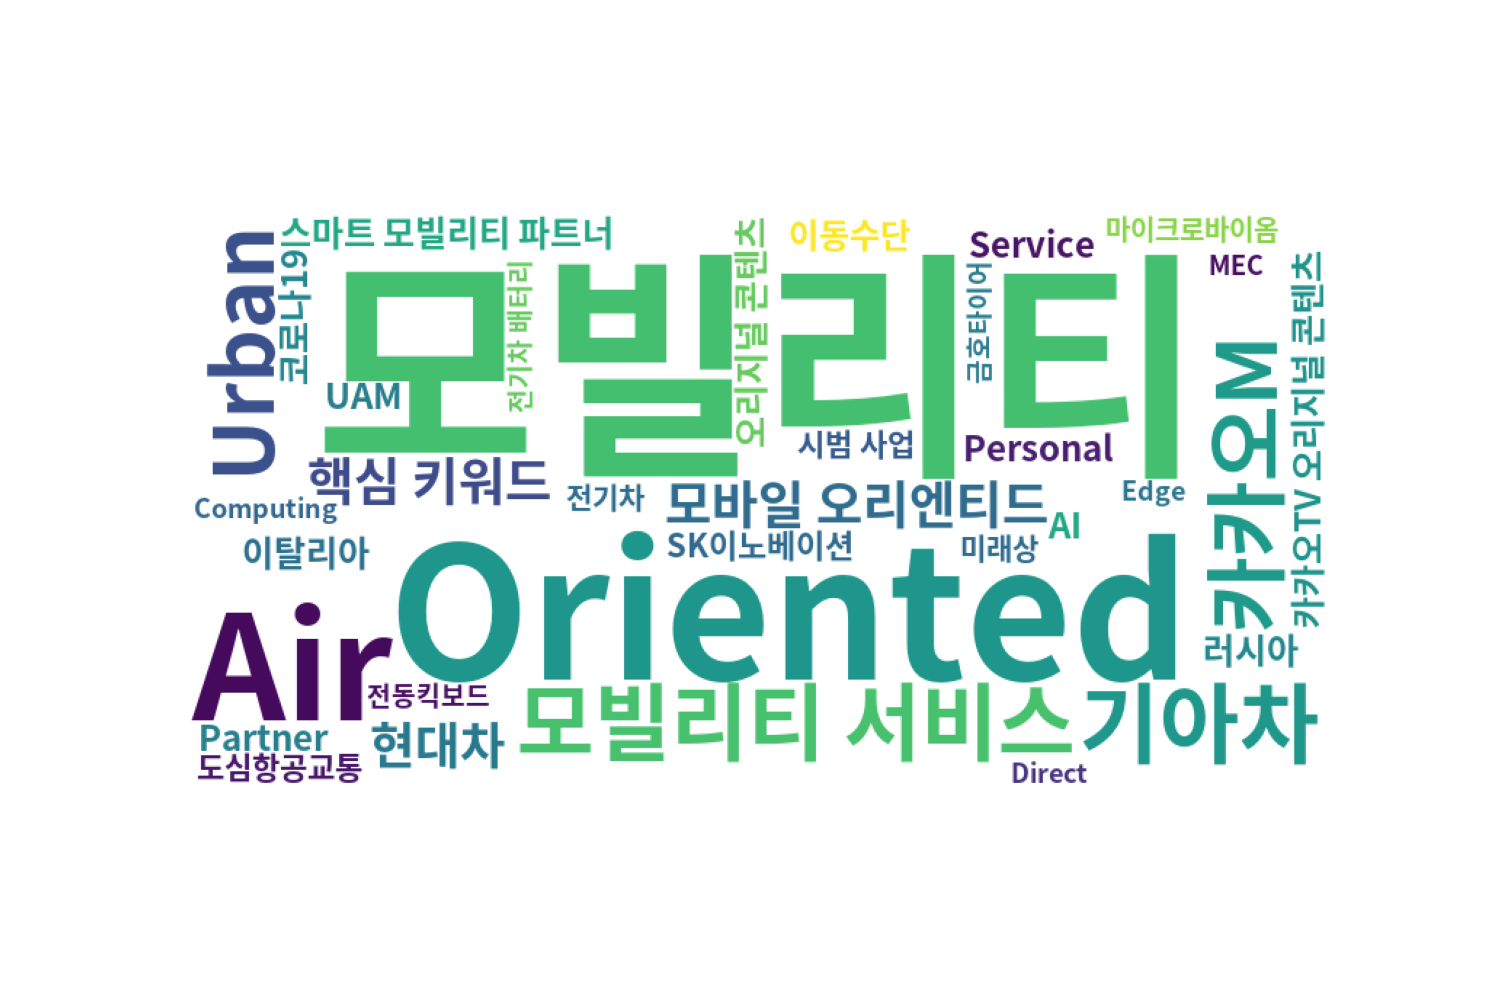 스마트 모빌리티 파트너
이동수단
Service
마이크로바이옴
MEC
Urban
코로나19
모빌리티
전기차 배터리
오리지널 콘텐츠
금호타이어
카카오M
카카오TV 오리지널 콘텐츠
UAM
시범 사업
Personal
핵심 키워드
전기차
모바일 오리엔티드
Edge
Computing
AI
이탈리아
SK이노베이션
미래상
Oriented
Air
러시아
전동킥보드
Partner
현대차
모빌리티 서비스
기아차
도심항공교통
Direct